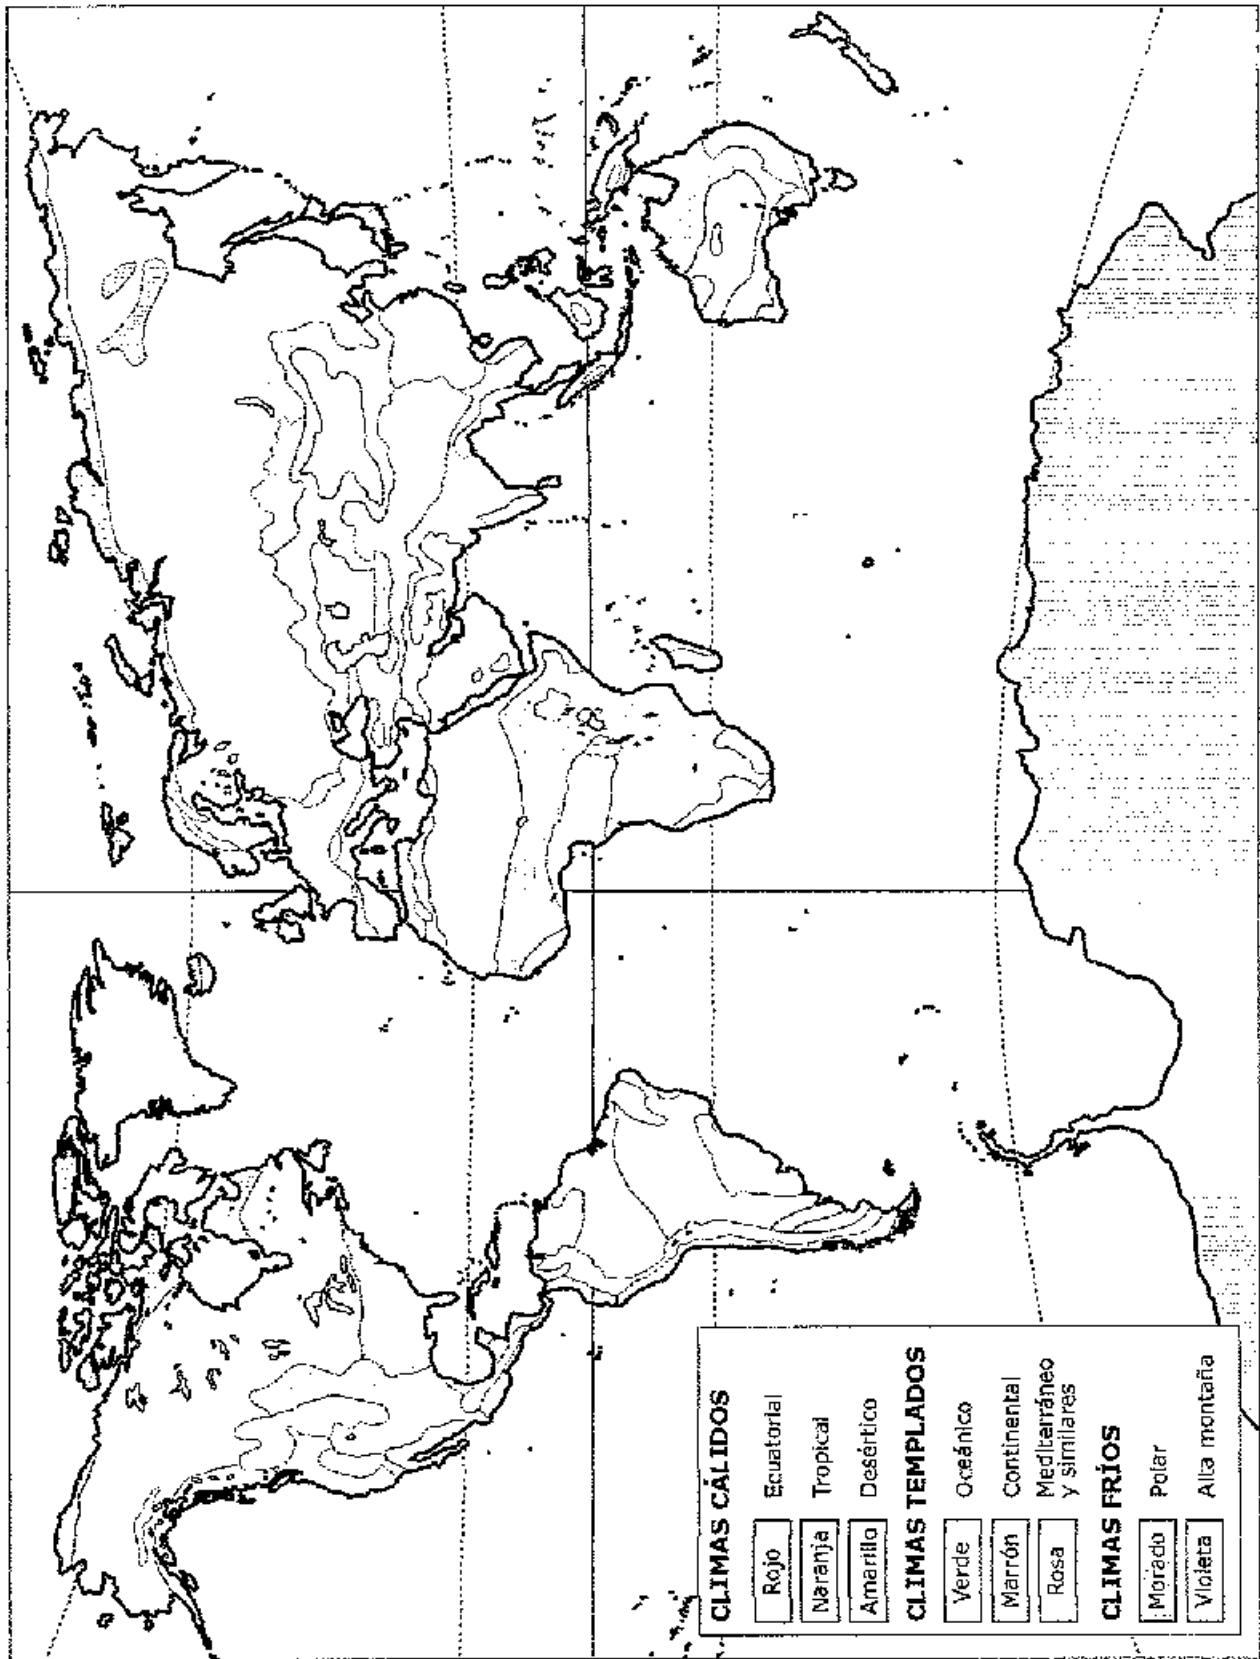 CLIMAS CÁLIDOS
Rojo Ecuatorial
Naranja Tropical
Amarillo Desértico
CLIMAS TEMPLADOS
Verde Oceánico
Marrón Continental
Rosa Mediterráneo
y similares
CLIMAS FRÍOS
Morado Polar
Violeta Alta montaña